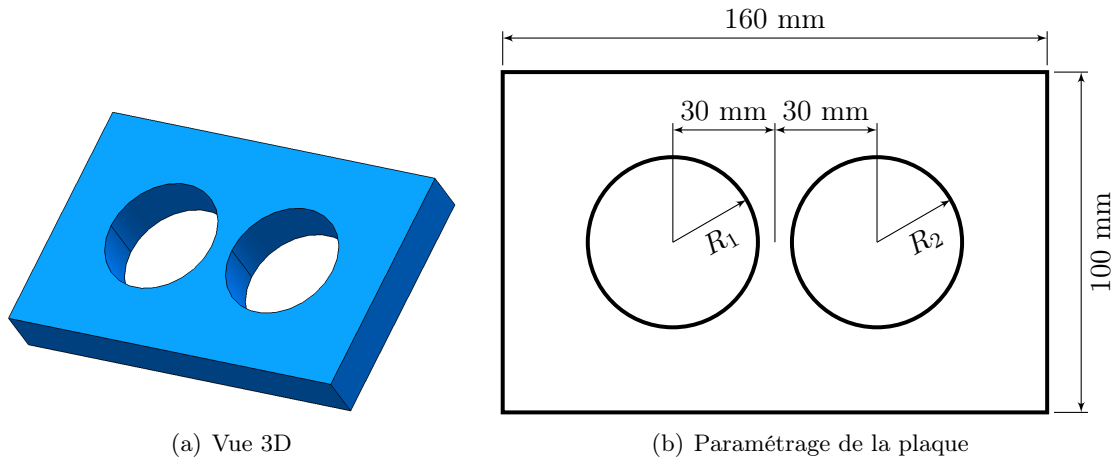 160 mm
30 mm 30 mm
R₁
R₂
100 mm
(a) Vue 3D
(b) Paramétrage de la plaque